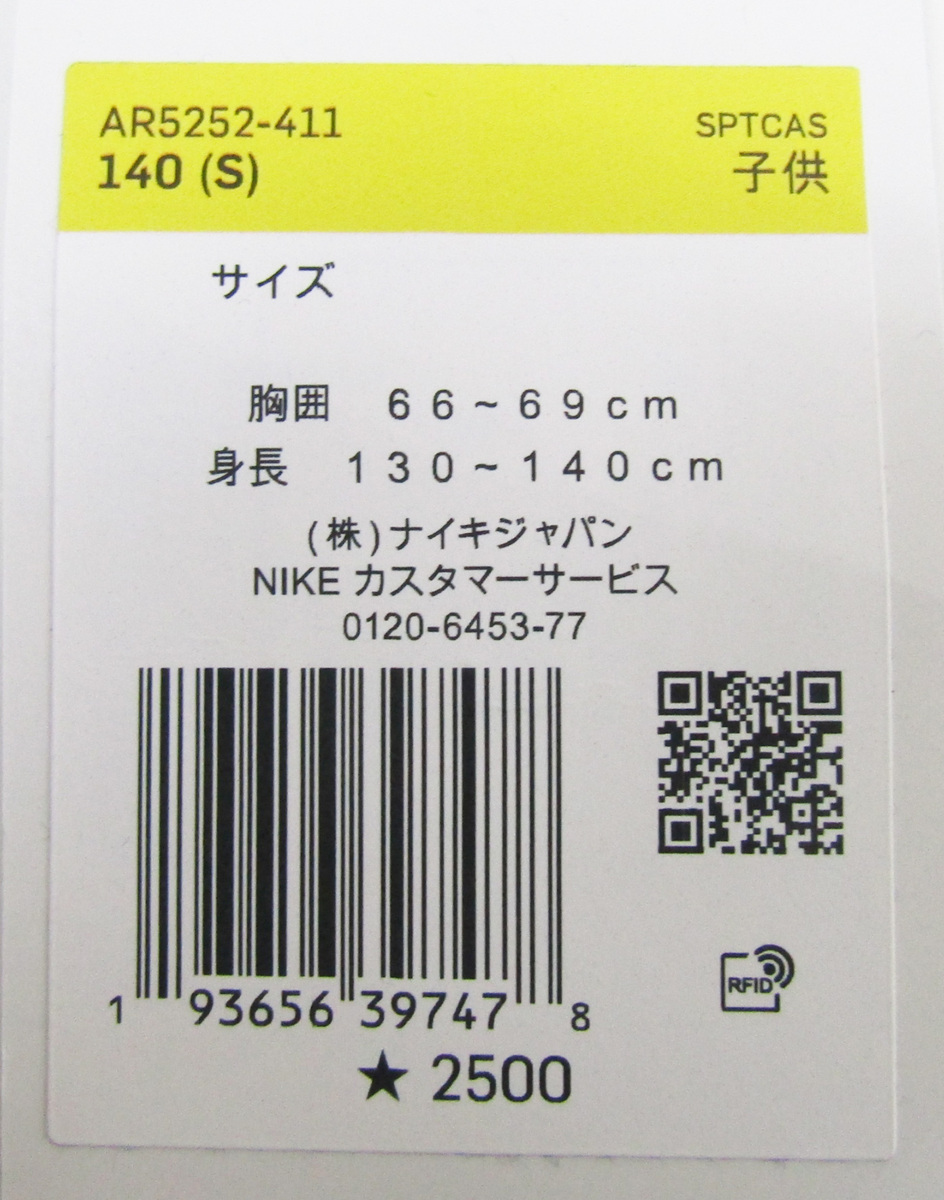 AR5252-411 SPTCAS
140 (S) 子供
サイズ
胸囲 66~69cm
身長 130~140cm
(株)ナイキジャパン
NIKE カスタマーサービス
0120-6453-77
RFID
1 93656 39747 8
★ 2500